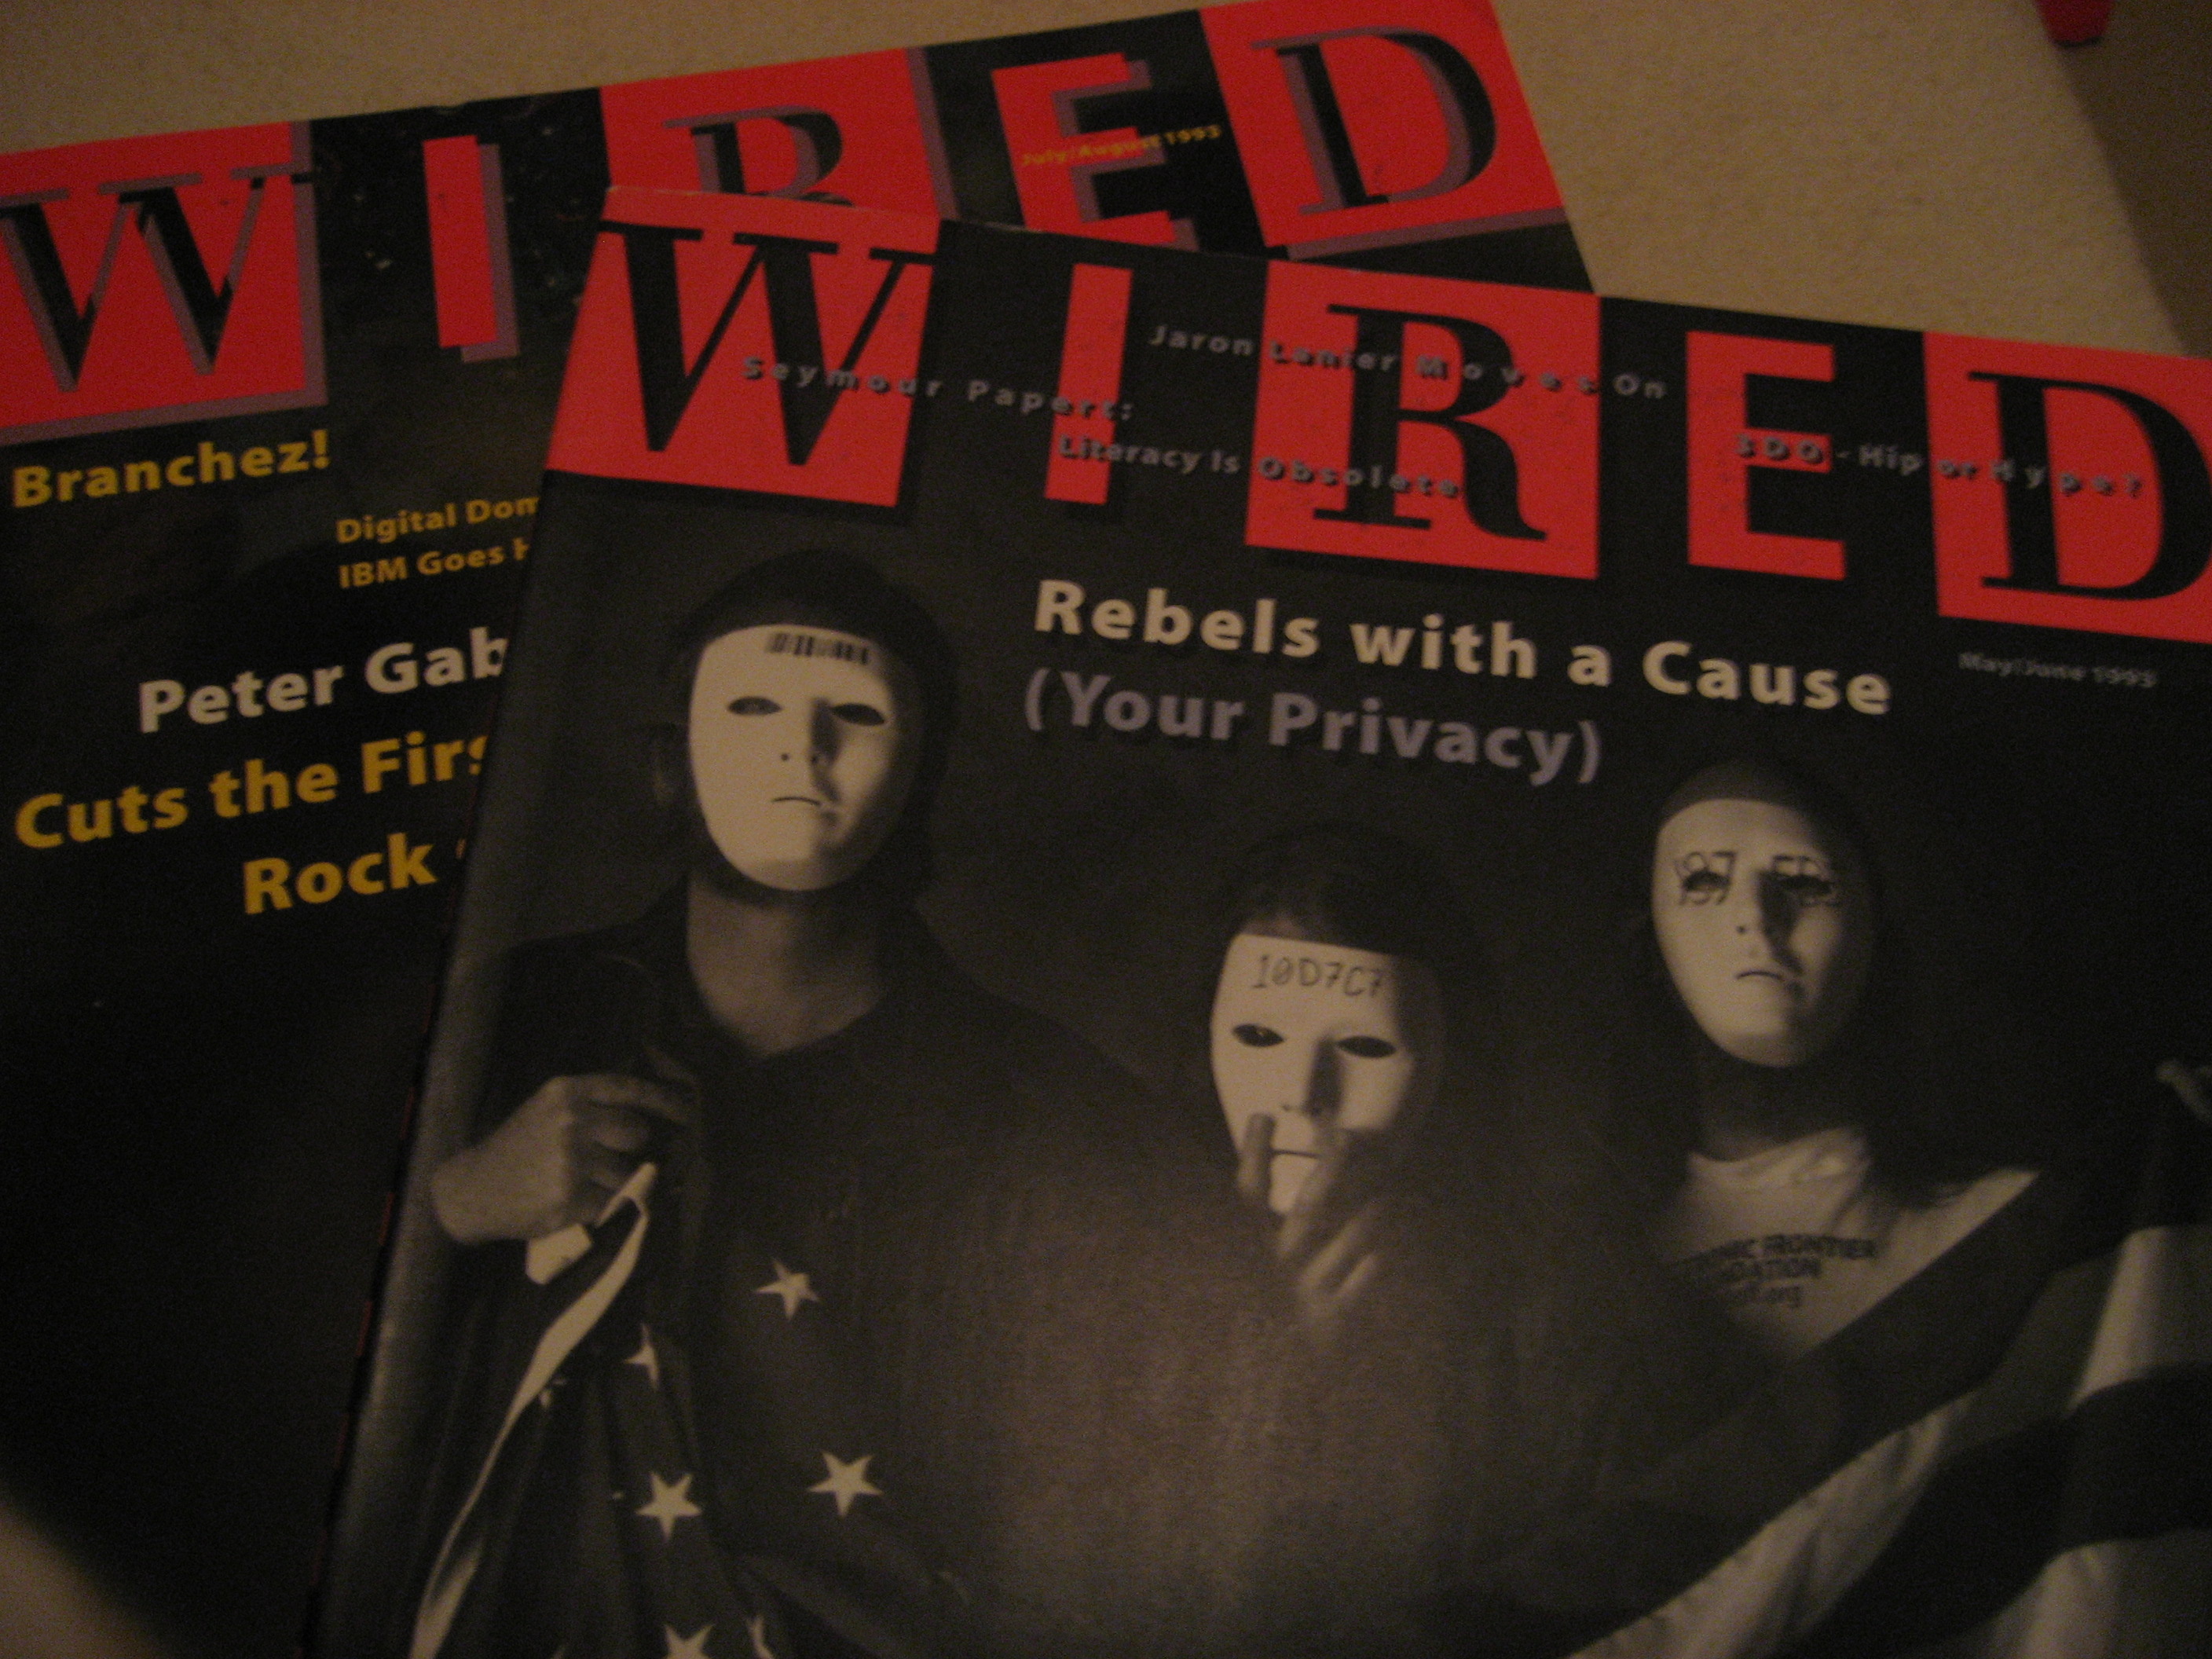 WIRED
July/August 1993
Branchez!
Digital Dom
IBM Goes H
Peter Gab
Cuts the Firs
Rock
WIRED
Jaron Lanier Moves On
Seymour Papert:
Literacy Is Obsolete
3DO - Hip or Hype?
Rebels with a Cause
(Your Privacy)
May/June 1993
10D7C7
FRONTIER